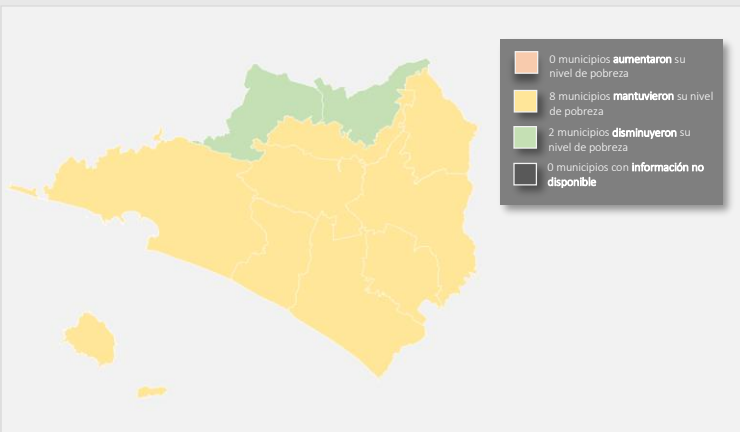 0 municipios aumentaron su
nivel de pobreza
8 municipios mantuvieron su nivel
de pobreza
2 municipios disminuyeron su
nivel de pobreza
0 municipios con información no
disponible